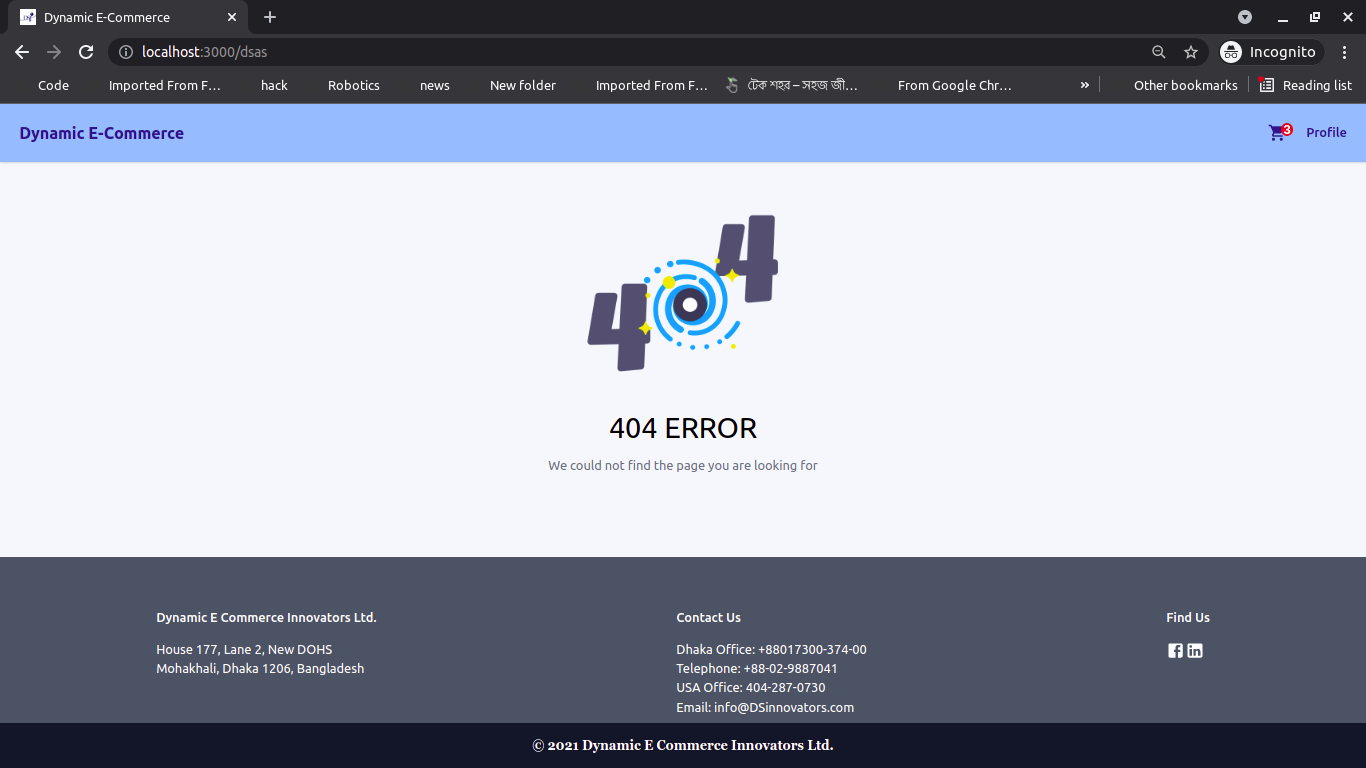 Dynamic E-Commerce
localhost:3000/dsas
Incognito
Code
Imported From F...
hack
Robotics
news
New folder
Imported From F...
টেক শহর – সহজ জী...
From Google Chr...
»
Other bookmarks
Reading list
Dynamic E-Commerce
3
Profile
404
404 ERROR
We could not find the page you are looking for
Dynamic E Commerce Innovators Ltd.
House 177, Lane 2, New DOHS
Mohakhali, Dhaka 1206, Bangladesh
Contact Us
Dhaka Office: +88017300-374-00
Telephone: +88-02-9887041
USA Office: 404-287-0730
Email: info@DSinnovators.com
Find Us
© 2021 Dynamic E Commerce Innovators Ltd.